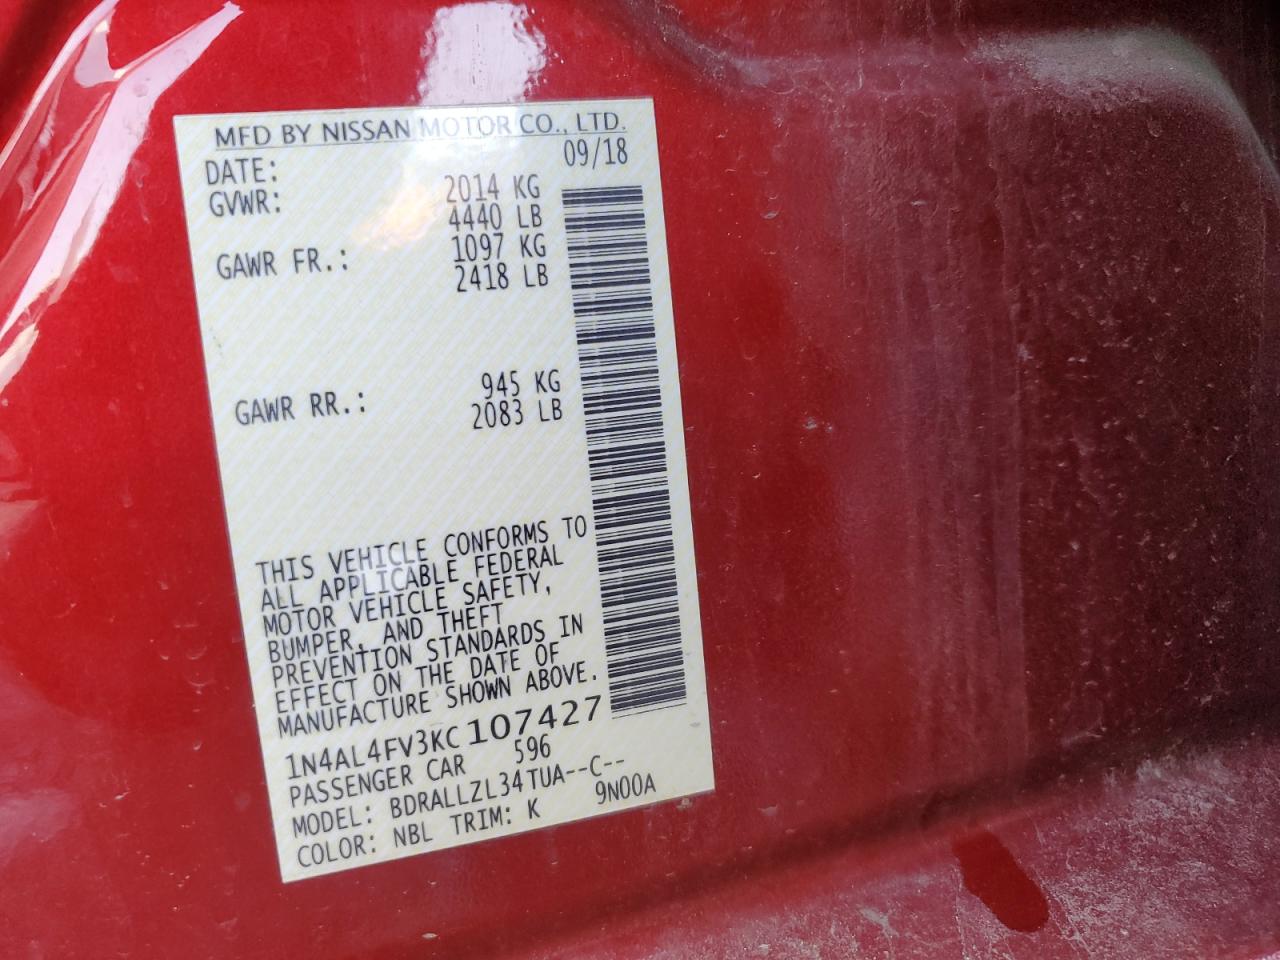 MFD BY NISSAN MOTOR CO., LTD.
DATE: 09/18
GVWR: 2014 KG
4440 LB
GAWR FR.: 1097 KG
2418 LB
GAWR RR.: 945 KG
2083 LB
THIS VEHICLE CONFORMS TO
ALL APPLICABLE FEDERAL
MOTOR VEHICLE SAFETY,
BUMPER, AND THEFT
PREVENTION STANDARDS IN
EFFECT ON THE DATE OF
MANUFACTURE SHOWN ABOVE.
1N4AL4FV3KC107427
PASSENGER CAR 596
MODEL: BDRALLZL34TUA--C--
COLOR: NBL TRIM: K 9N00A